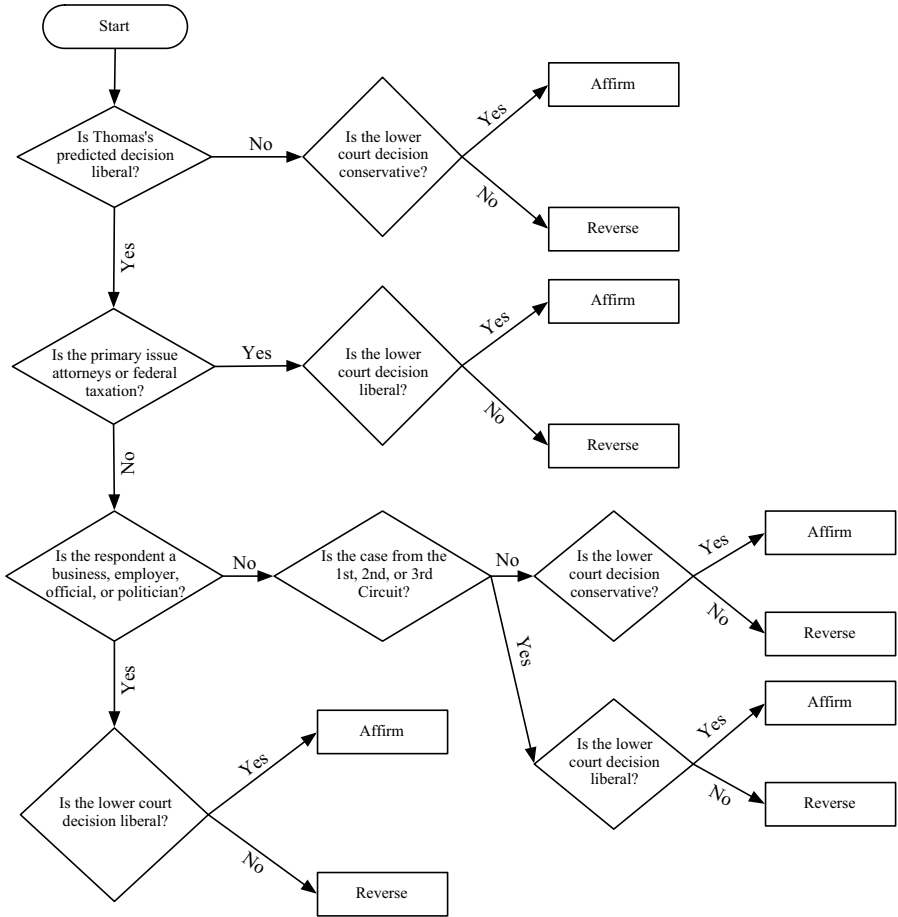 Start
Is Thomas's
predicted decision
liberal?
No
Is the lower
court decision
conservative?
Yes
Affirm
No
Reverse
Yes
Is the primary issue
attorneys or federal
taxation?
Yes
Is the lower
court decision
liberal?
Yes
Affirm
No
Reverse
No
Is the respondent a
business, employer,
official, or politician?
No
Is the case from the
1st, 2nd, or 3rd
Circuit?
No
Is the lower
court decision
conservative?
Yes
Affirm
No
Reverse
Yes
Is the lower
court decision
liberal?
Yes
Affirm
No
Reverse
Yes
Is the lower court
decision liberal?
Yes
Affirm
No
Reverse